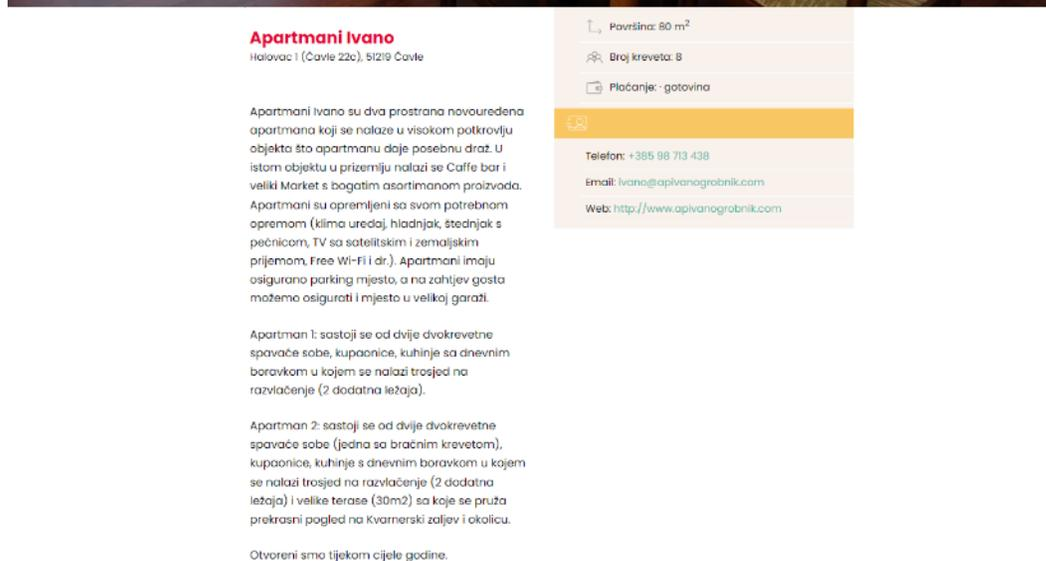 Apartmani Ivano
Halovac 1 (Čavle 22c), 51219 Čavle
Apartmani Ivano su dva prostrana novouređena
apartmana koji se nalaze u visokom potkrovlju
objekta što apartmanu daje posebnu draž. U
istom objektu u prizemlju nalazi se Caffe bar i
veliki Market s bogatim asortimanom proizvoda.
Apartmani su opremljeni sa svom potrebnom
opremom (klima uređaj, hladnjak, štednjak s
pećnicom, TV sa satelitskim i zemaljskim
prijemom, Free Wi-Fi i dr.). Apartmani imaju
osigurano parking mjesto, a na zahtjev gosta
možemo osigurati i mjesto u velikoj garaži.
Apartman 1: sastoji se od dvije dvokrevetne
spavaće sobe, kupaonice, kuhinje sa dnevnim
boravkom u kojem se nalazi trosjed na
razvlačenje (2 dodatna ležaja).
Apartman 2: sastoji se od dvije dvokrevetne
spavaće sobe (jedna sa bračnim krevetom),
kupaonice, kuhinje s dnevnim boravkom u kojem
se nalazi trosjed na razvlačenje (2 dodatna
ležaja) i velike terase (30m2) sa koje se pruža
prekrasni pogled na Kvarnerski zaljev i okolicu.
Otvoreni smo tijekom cijele godine.
Površina: 80 m²
Broj kreveta: 8
Plaćanje: · gotovina
Telefon: +385 98 713 438
Email: ivano@apivanogrobnik.com
Web: http://www.apivanogrobnik.com